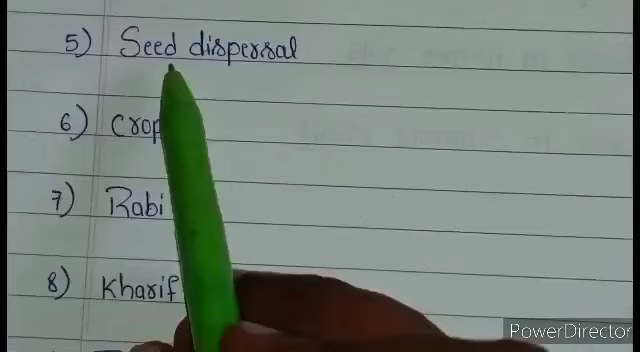 5) Seed dispersal
6) Crop
7) Rabi
8) Kharif
PowerDirector